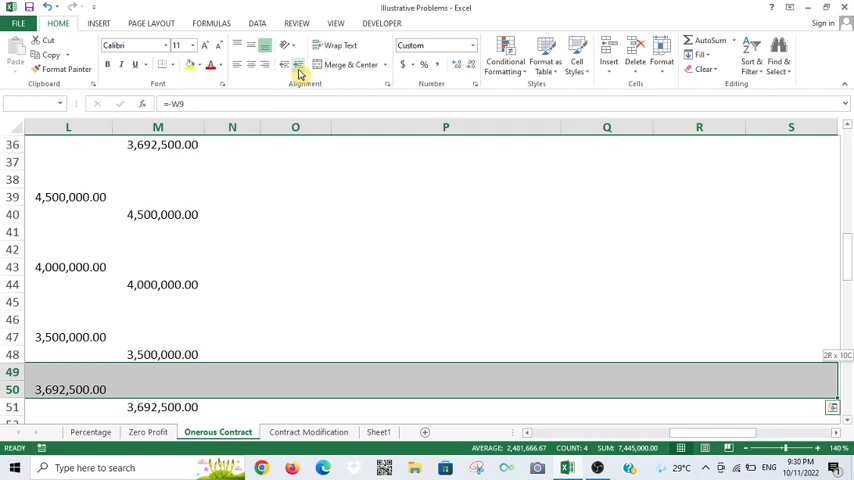 Illustrative Problems - Excel
FILE HOME INSERT PAGE LAYOUT FORMULAS DATA REVIEW VIEW DEVELOPER Sign in
Cut
Copy
Format Painter
Paste
Clipboard
Calibri 11
B I U
Font
Wrap Text
Merge & Center
Alignment
Custom
$ % ,
Number
Conditional Formatting
Format as Table
Cell Styles
Styles
Insert Delete Format
Cells
AutoSum
Fill
Clear
Sort & Filter
Find & Select
Editing
=-W9
L M N O P Q R S
36 3,692,500.00
37
38
39 4,500,000.00
40 4,500,000.00
41
42
43 4,000,000.00
44 4,000,000.00
45
46
47 3,500,000.00
48 3,500,000.00
2R x 10C
49
50 3,692,500.00
51 3,692,500.00
Percentage Zero Profit Onerous Contract Contract Modification Sheet1
READY AVERAGE: 2,481,666.67 COUNT: 4 SUM: 7,445,000.00 140 %
Type here to search
29°C ENG 9:30 PM
10/11/2022